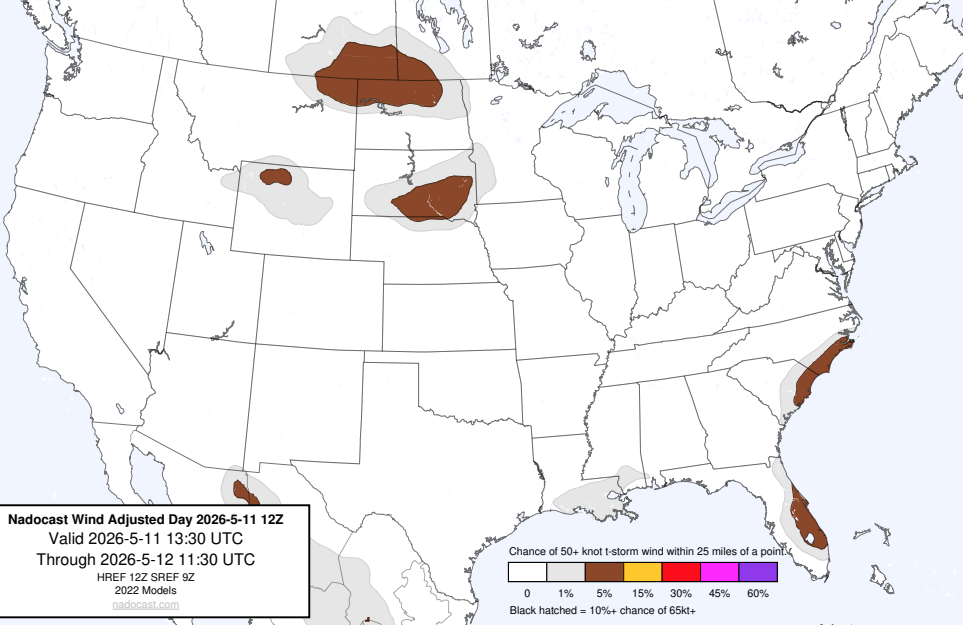 Nadocast Wind Adjusted Day 2026-5-11 12Z
Valid 2026-5-11 13:30 UTC
Through 2026-5-12 11:30 UTC
HREF 12Z SREF 9Z
2022 Models
nadocast.com
Chance of 50+ knot t-storm wind within 25 miles of a point.
0 1% 5% 15% 30% 45% 60%
Black hatched = 10%+ chance of 65kt+